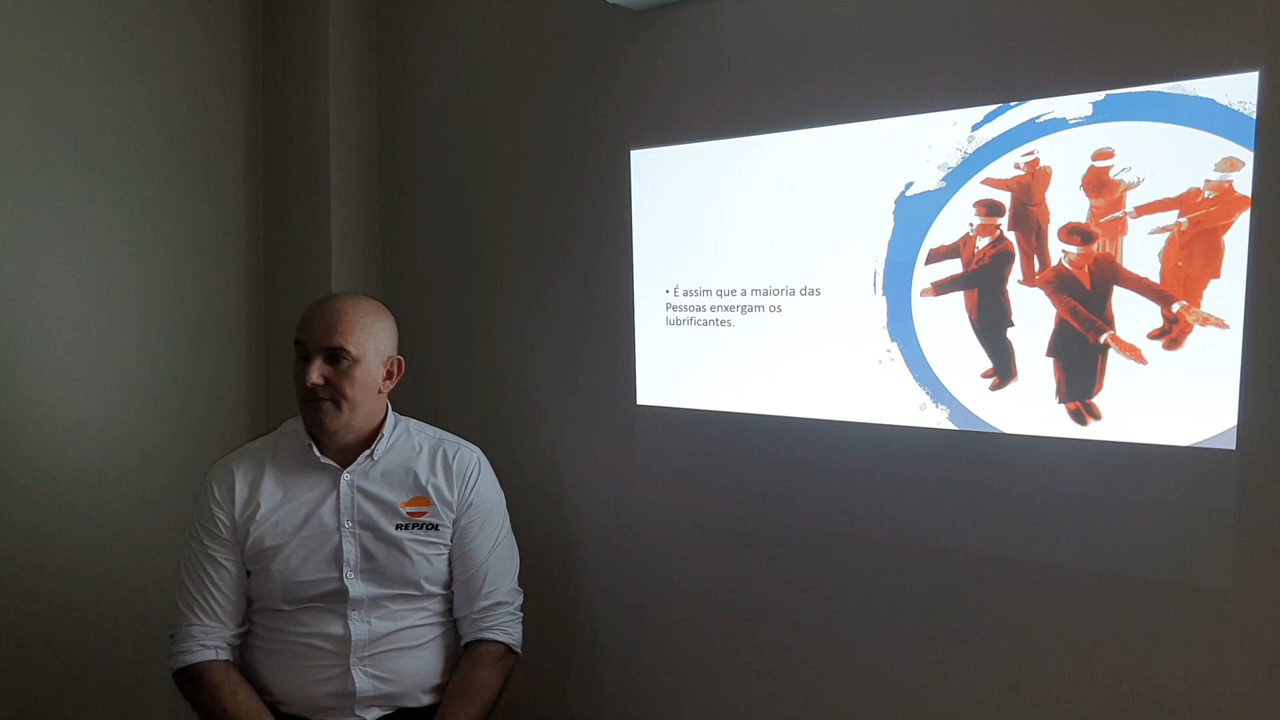 • É assim que a maioria das
Pessoas enxergam os
lubrificantes.
REPSOL